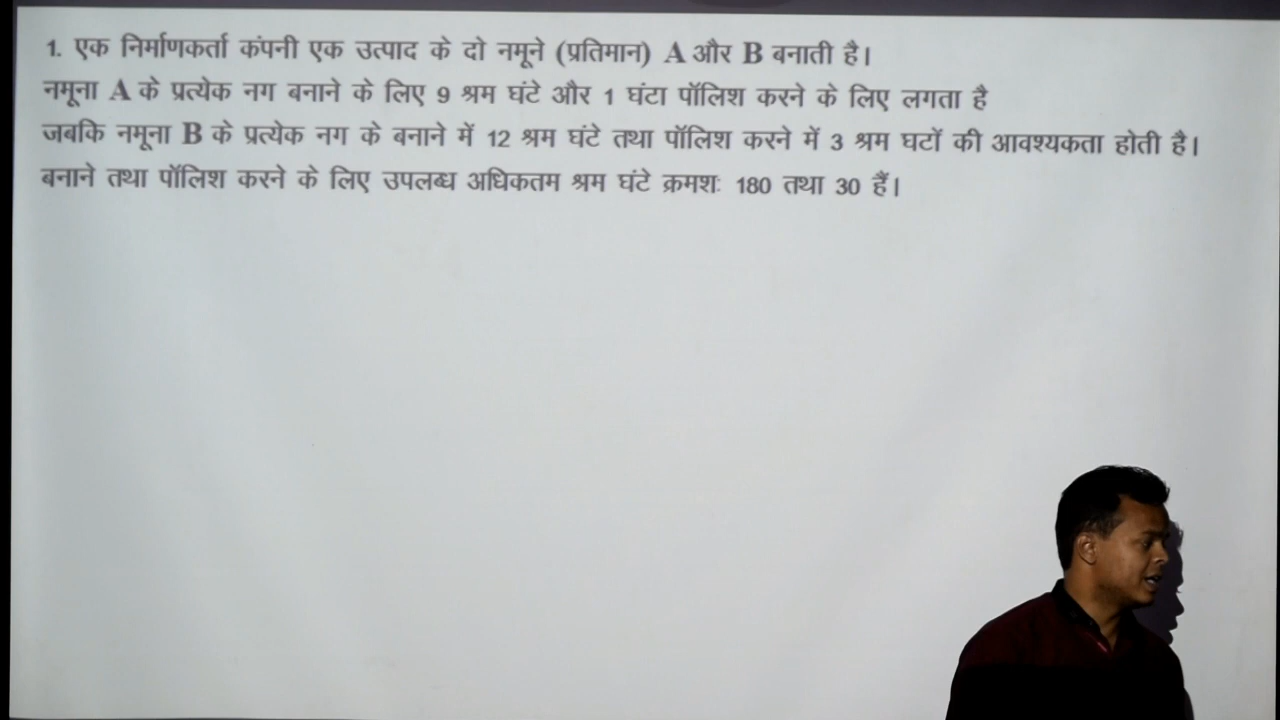 1. एक निर्माणकर्ता कंपनी एक उत्पाद के दो नमूने (प्रतिमान) A और B बनाती है।
नमूना A के प्रत्येक नग बनाने के लिए 9 श्रम घंटे और 1 घंटा पॉलिश करने के लिए लगता है
जबकि नमूना B के प्रत्येक नग के बनाने में 12 श्रम घंटे तथा पॉलिश करने में 3 श्रम घटों की आवश्यकता होती है।
बनाने तथा पॉलिश करने के लिए उपलब्ध अधिकतम श्रम घंटे क्रमशः 180 तथा 30 हैं।